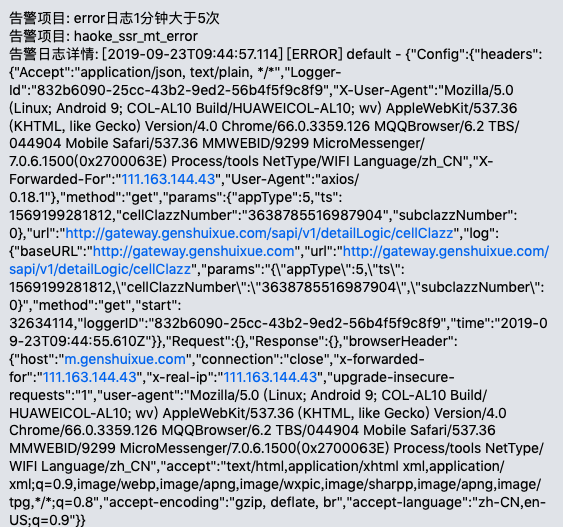 告警项目: error日志1分钟大于5次
告警项目: haoke_ssr_mt_error
告警日志详情: [2019-09-23T09:44:57.114] [ERROR] default - {"Config":{"headers":
{"Accept":"application/json, text/plain, */*","Logger-
Id":"832b6090-25cc-43b2-9ed2-56b4f5f9c8f9","X-User-Agent":"Mozilla/5.0
(Linux; Android 9; COL-AL10 Build/HUAWEICOL-AL10; wv) AppleWebKit/537.36
(KHTML, like Gecko) Version/4.0 Chrome/66.0.3359.126 MQQBrowser/6.2 TBS/
044904 Mobile Safari/537.36 MMWEBID/9299 MicroMessenger/
7.0.6.1500(0x2700063E) Process/tools NetType/WIFI Language/zh_CN","X-
Forwarded-For":"111.163.144.43","User-Agent":"axios/
0.18.1"},"method":"get","params":{"appType":5,"ts":
1569199281812,"cellClazzNumber":"3638785516987904","subclazzNumber":
0},"url":"http://gateway.genshuixue.com/sapi/v1/detailLogic/cellClazz","log":
{"baseURL":"http://gateway.genshuixue.com","url":"http://gateway.genshuixue.com/
sapi/v1/detailLogic/cellClazz","params":"{\"appType\":5,\"ts\":
1569199281812,\"cellClazzNumber\":\"3638785516987904\",\"subclazzNumber\":
0}","method":"get","start":
32634114,"loggerID":"832b6090-25cc-43b2-9ed2-56b4f5f9c8f9","time":"2019-0
9-23T09:44:55.610Z"}},"Request":{},"Response":{},"browserHeader":
{"host":"m.genshuixue.com","connection":"close","x-forwarded-
for":"111.163.144.43","x-real-ip":"111.163.144.43","upgrade-insecure-
requests":"1","user-agent":"Mozilla/5.0 (Linux; Android 9; COL-AL10 Build/
HUAWEICOL-AL10; wv) AppleWebKit/537.36 (KHTML, like Gecko) Version/4.0
Chrome/66.0.3359.126 MQQBrowser/6.2 TBS/044904 Mobile Safari/537.36
MMWEBID/9299 MicroMessenger/7.0.6.1500(0x2700063E) Process/tools NetType/
WIFI Language/zh_CN","accept":"text/html,application/xhtml xml,application/
xml;q=0.9,image/webp,image/apng,image/wxpic,image/sharpp,image/apng,image/
tpg,*/*;q=0.8","accept-encoding":"gzip, deflate, br","accept-language":"zh-CN,en-
US;q=0.9"}}